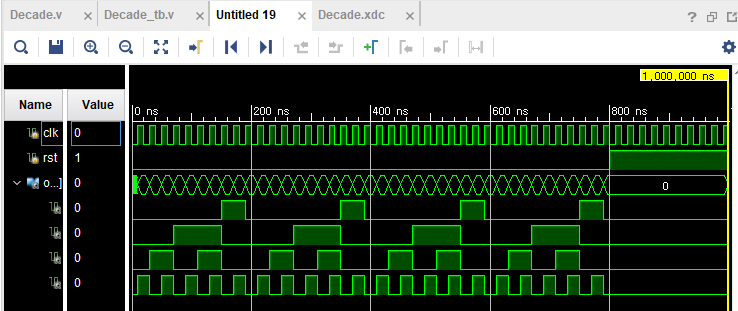 Decade.v × Decade_tb.v × Untitled 19 × Decade.xdc × ?
1,000,000 ns
Name Value
0 ns 200 ns 400 ns 600 ns 800 ns
clk 0
rst 1
o...] 0 0
0
0
0
0